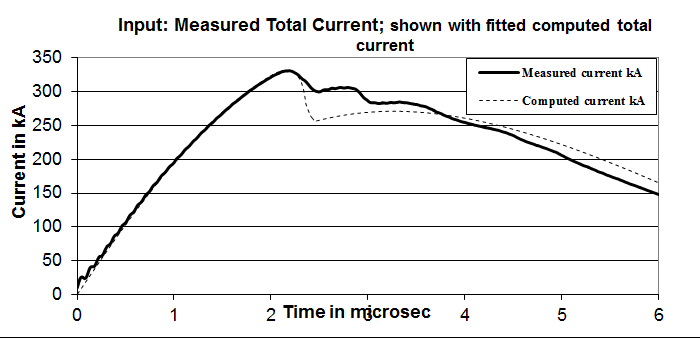 Input: Measured Total Current; shown with fitted computed total
current
350
300
250
200
150
100
50
0
Current in kA
Measured current kA
Computed current kA
0 1 2 3 4 5 6
Time in microsec